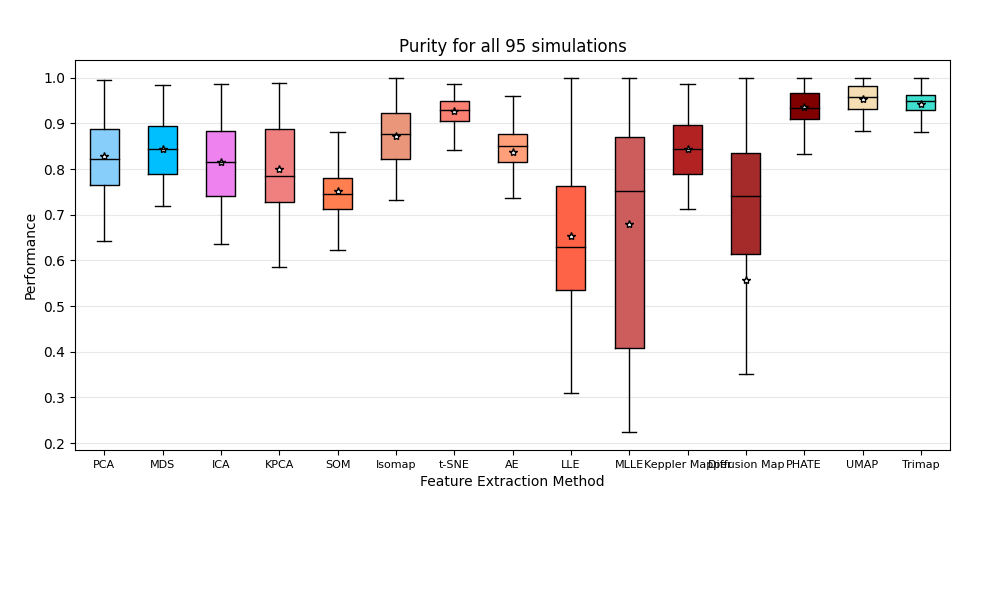 Purity for all 95 simulations
Performance
1.0
0.9
0.8
0.7
0.6
0.5
0.4
0.3
0.2
PCA MDS ICA KPCA SOM Isomap t-SNE AE LLE MLLE Keppler Mapper Diffusion Map PHATE UMAP Trimap
Feature Extraction Method